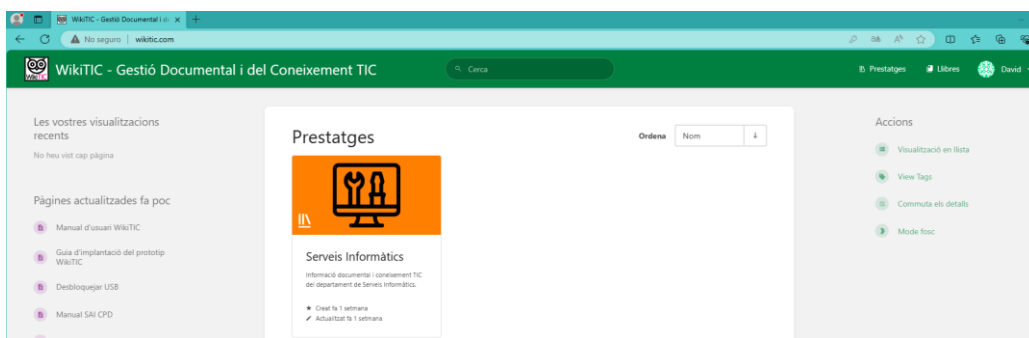 WikiTIC - Gestió Documental i de
No seguro | wikitic.com
WikiTIC
WikiTIC - Gestió Documental i del Coneixement TIC
Cerca
Prestatges
Llibres
David
Les vostres visualitzacions
recents
No heu vist cap pàgina
Pàgines actualitzades fa poc
Manual d'usuari WikiTIC
Guia d'implantació del prototip
WikiTIC
Desbloquejar USB
Manual SAI CPD
Prestatges
Ordena
Nom
Serveis Informàtics
Informació documental i coneixement TIC
del departament de Serveis Informàtics.
Creat fa 1 setmana
Actualitzat fa 1 setmana
Accions
Visualització en llista
View Tags
Commuta els detalls
Mode fosc